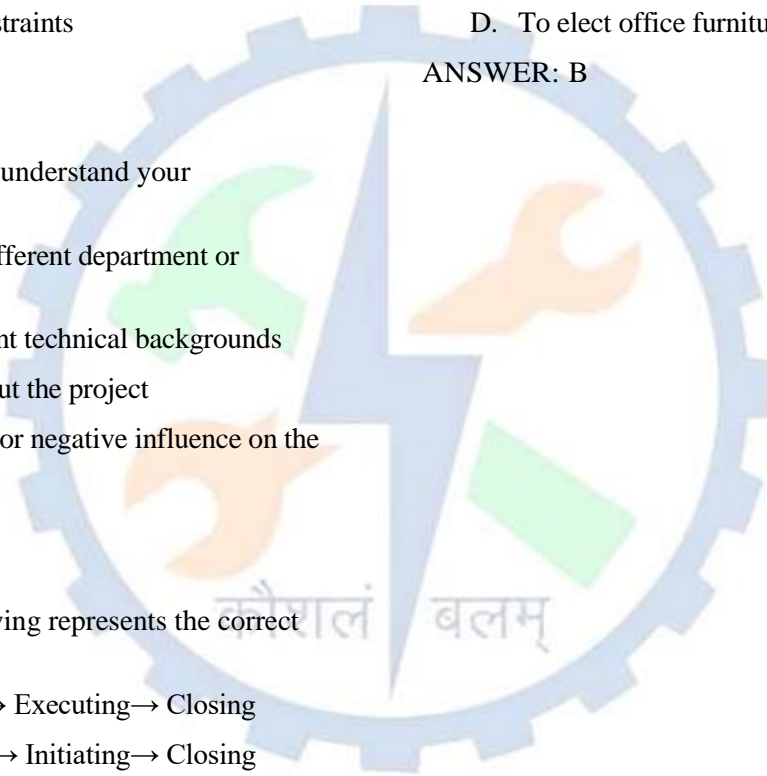 straints
D. To elect office furnitu
ANSWER: B
understand your
fferent department or
nt technical backgrounds
ut the project
or negative influence on the
कौशलं बलम्
ving represents the correct
→ Executing→ Closing
→ Initiating→ Closing